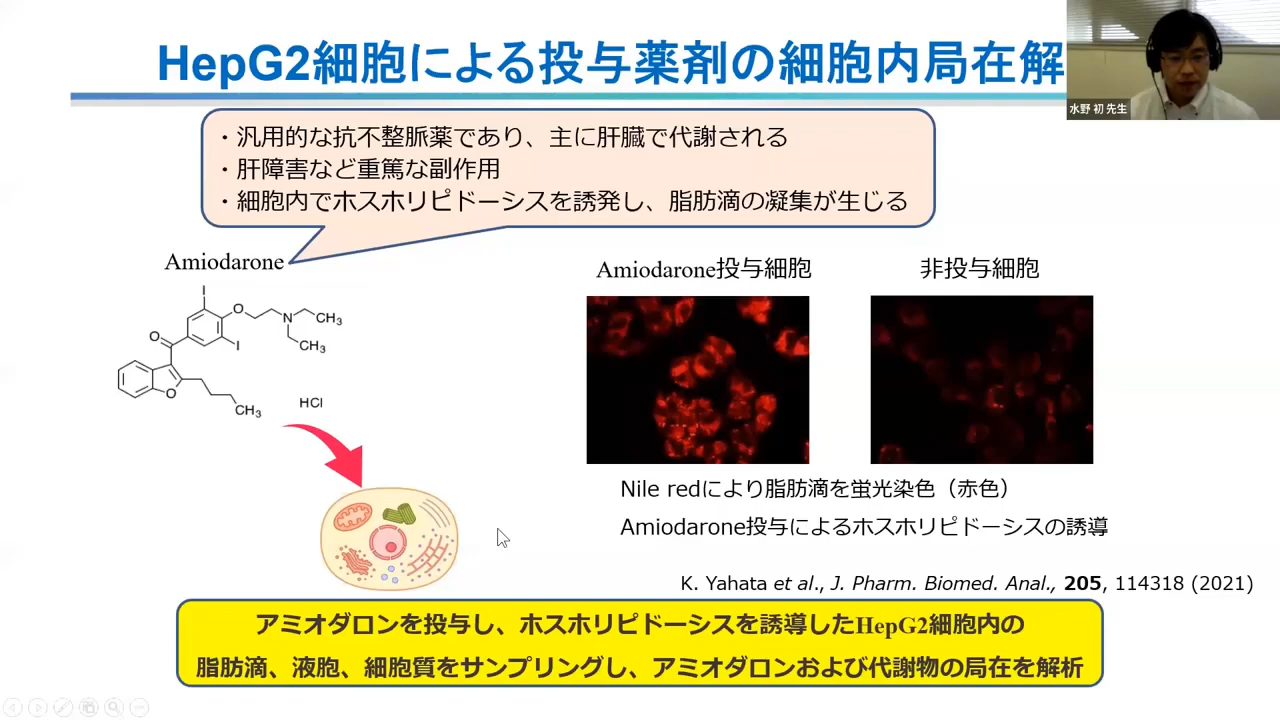 HepG2細胞による投与薬剤の細胞内局在解
水野 初 先生
・汎用的な抗不整脈薬であり、主に肝臓で代謝される
・肝障害など重篤な副作用
・細胞内でホスホリピドーシスを誘発し、脂肪滴の凝集が生じる
Amiodarone
Amiodarone投与細胞
非投与細胞
I
O
N
CH3
O
I
CH3
O
CH3
HCl
Nile redにより脂肪滴を蛍光染色（赤色）
Amiodarone投与によるホスホリピドーシスの誘導
K. Yahata et al., J. Pharm. Biomed. Anal., 205, 114318 (2021)
アミオダロンを投与し、ホスホリピドーシスを誘導したHepG2細胞内の
脂肪滴、液胞、細胞質をサンプリングし、アミオダロンおよび代謝物の局在を解析